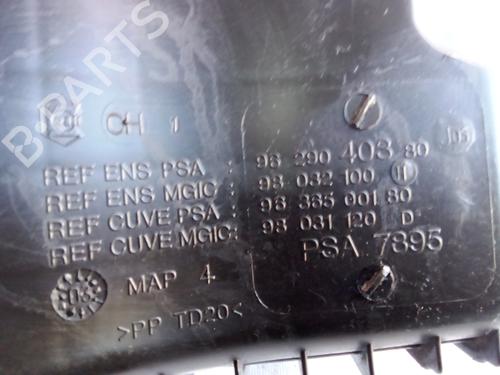 B-PARTS
CH 1
REF ENS PSA : 96 290 408 80
REF ENS MGIC: 98 032 100
REF CUVE PSA : 96 365 001 80
REF CUVE MGIC: 98 031 120 D
PSA 7895
MAP 4
>PP TD20<